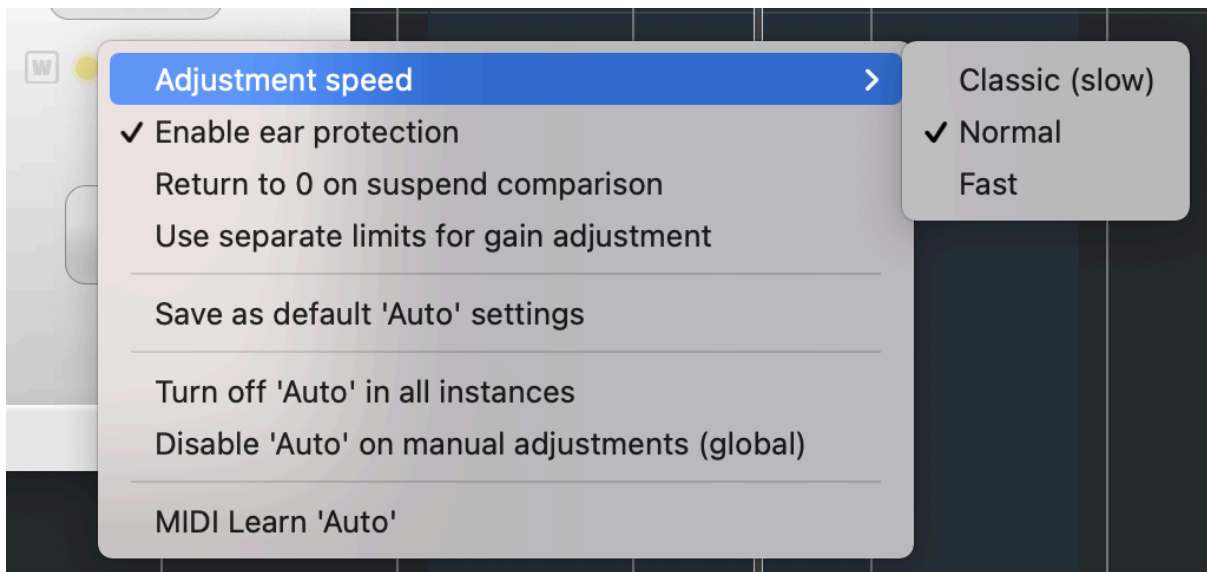 W
Adjustment speed
Classic (slow)
Enable ear protection
Normal
Return to 0 on suspend comparison
Fast
Use separate limits for gain adjustment
Save as default 'Auto' settings
Turn off 'Auto' in all instances
Disable 'Auto' on manual adjustments (global)
MIDI Learn 'Auto'